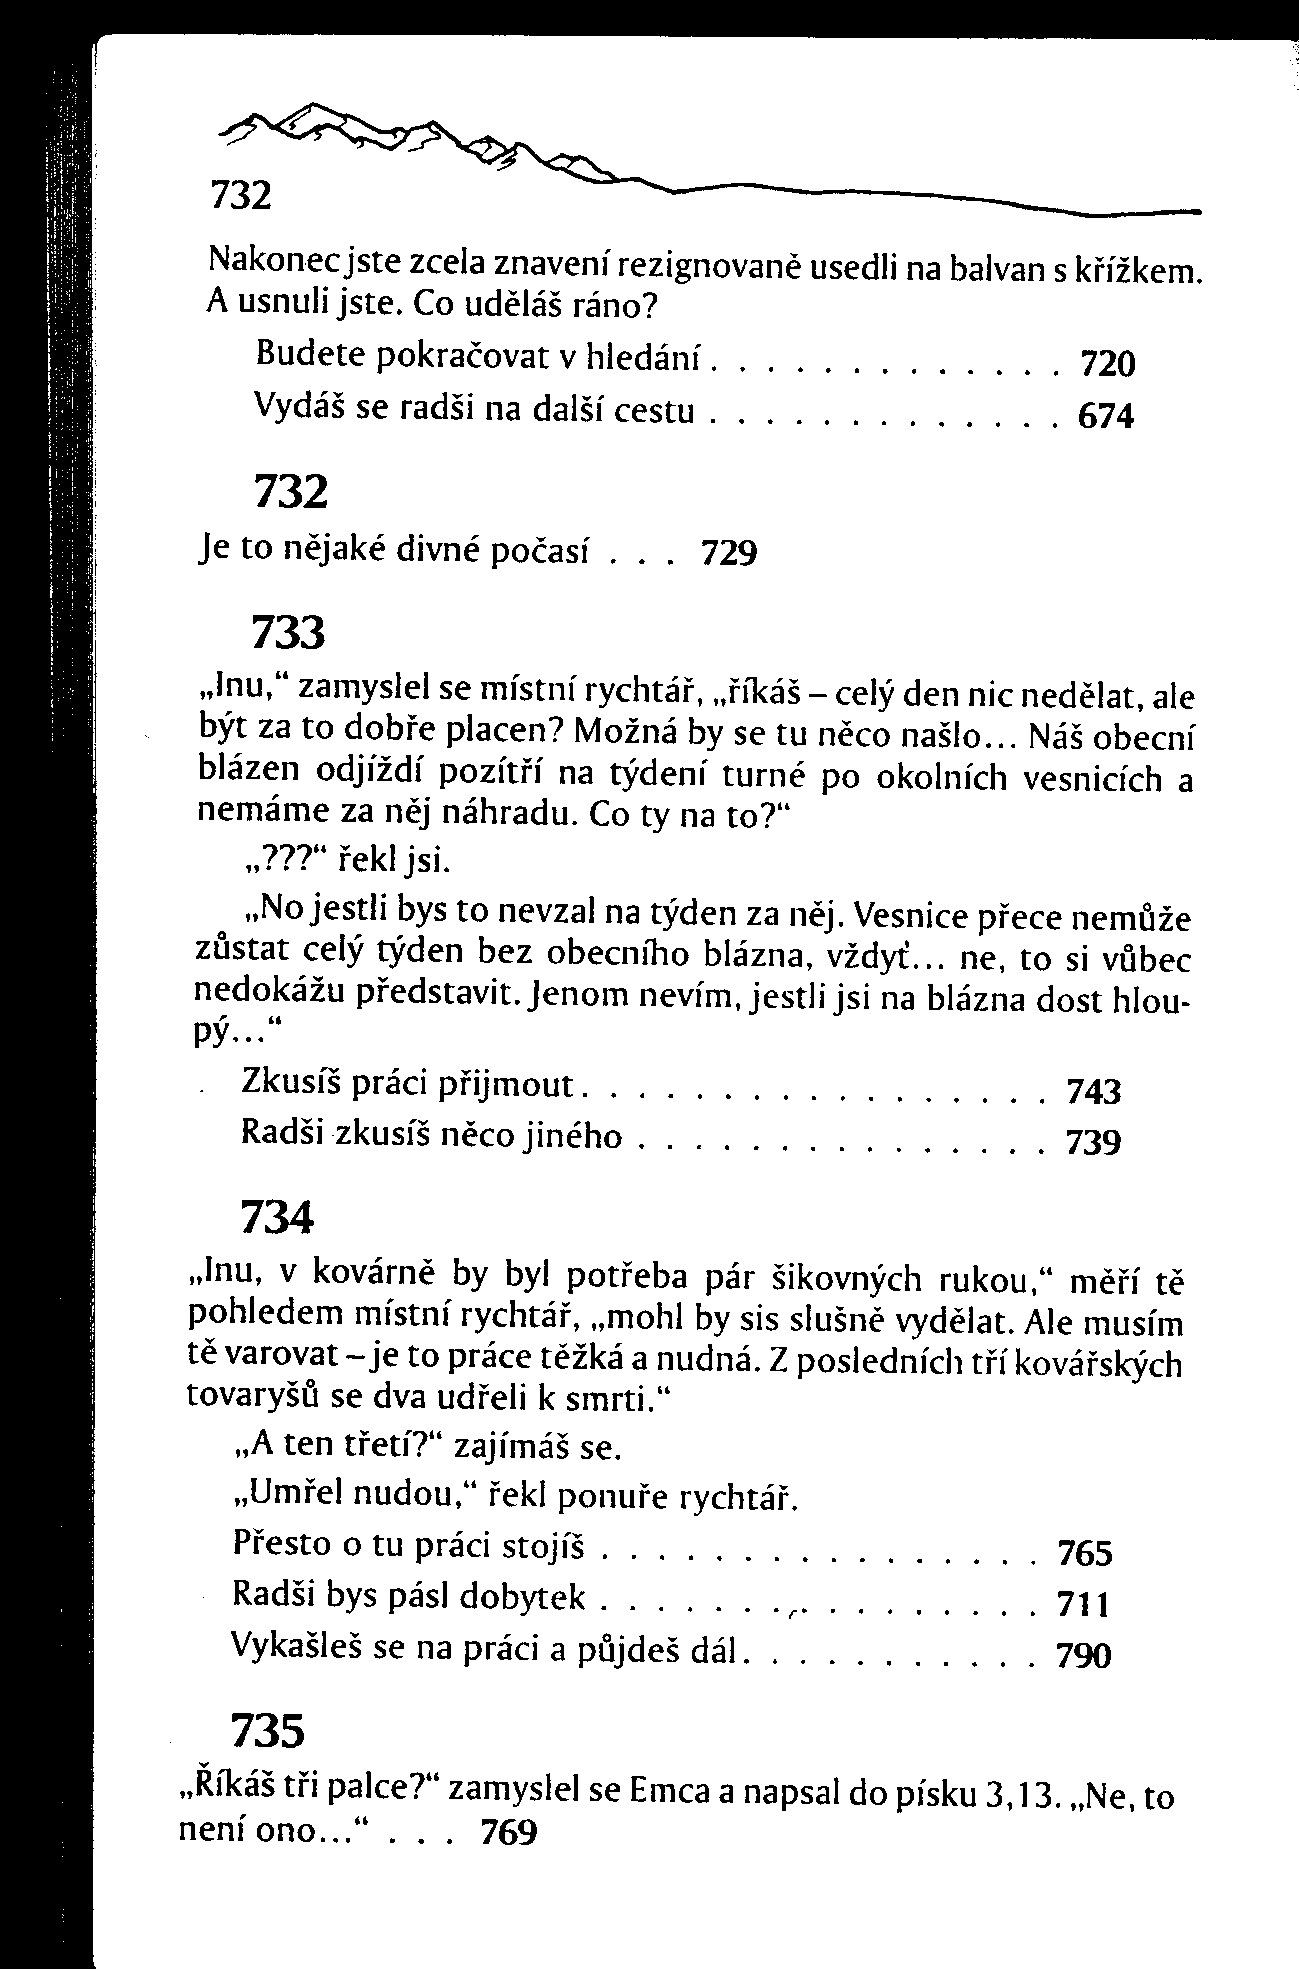 732
Nakonec jste zcela znavení rezignovaně usedli na balvan s křížkem.
A usnuli jste. Co uděláš ráno?
Budete pokračovat v hledání . . . . . . . . . . . . . 720
Vydáš se radši na další cestu . . . . . . . . . . . . . 674
732
Je to nějaké divné počasí . . . 729
733
„Inu,“ zamyslel se místní rychtář, „říkáš – celý den nic nedělat, ale
být za to dobře placen? Možná by se tu něco našlo... Náš obecní
blázen odjíždí pozítří na týdení turné po okolních vesnicích a
nemáme za něj náhradu. Co ty na to?“
„???“ řekl jsi.
„No jestli bys to nevzal na týden za něj. Vesnice přece nemůže
zůstat celý týden bez obecního blázna, vždyť... ne, to si vůbec
nedokážu představit. Jenom nevím, jestli jsi na blázna dost hlou-
pý...“
Zkusíš práci přijmout . . . . . . . . . . . . . . . . . 743
Radši zkusíš něco jiného . . . . . . . . . . . . . . . 739
734
„Inu, v kovárně by byl potřeba pár šikovných rukou,“ měří tě
pohledem místní rychtář, „mohl by sis slušně vydělat. Ale musím
tě varovat – je to práce těžká a nudná. Z posledních tří kovářských
tovaryšů se dva udřeli k smrti.“
„A ten třetí?“ zajímáš se.
„Umřel nudou,“ řekl ponuře rychtář.
Přesto o tu práci stojíš . . . . . . . . . . . . . . . . 765
Radši bys pásl dobytek . . . . . . . . . . . . . . . . 711
Vykašleš se na práci a půjdeš dál . . . . . . . . . . . 790
735
„Říkáš tři palce?“ zamyslel se Emca a napsal do písku 3,13. „Ne, to
není ono...“ . . . 769